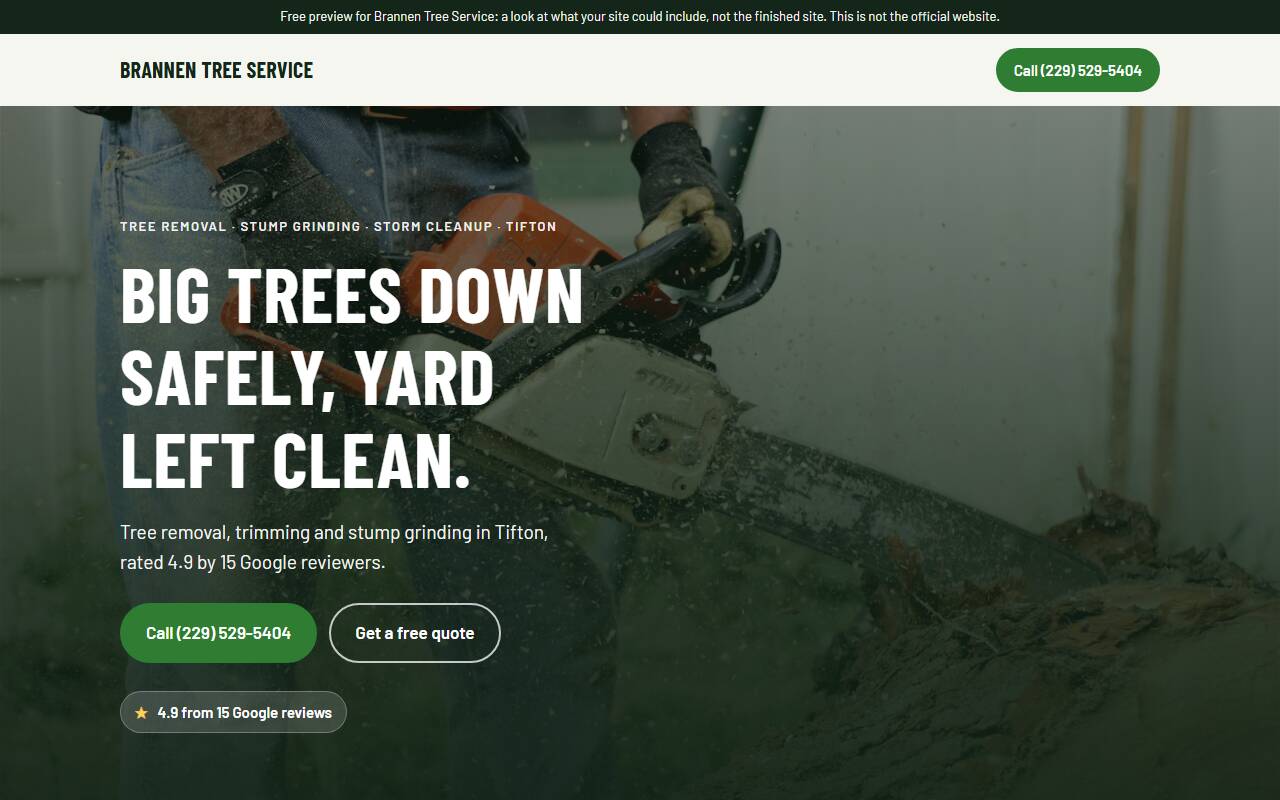 Free preview for Brannen Tree Service: a look at what your site could include, not the finished site. This is not the official website.
BRANNEN TREE SERVICE
Call (229) 529-5404
TREE REMOVAL · STUMP GRINDING · STORM CLEANUP · TIFTON
BIG TREES DOWN
SAFELY, YARD
LEFT CLEAN.
Tree removal, trimming and stump grinding in Tifton,
rated 4.9 by 15 Google reviewers.
Call (229) 529-5404
Get a free quote
★ 4.9 from 15 Google reviews